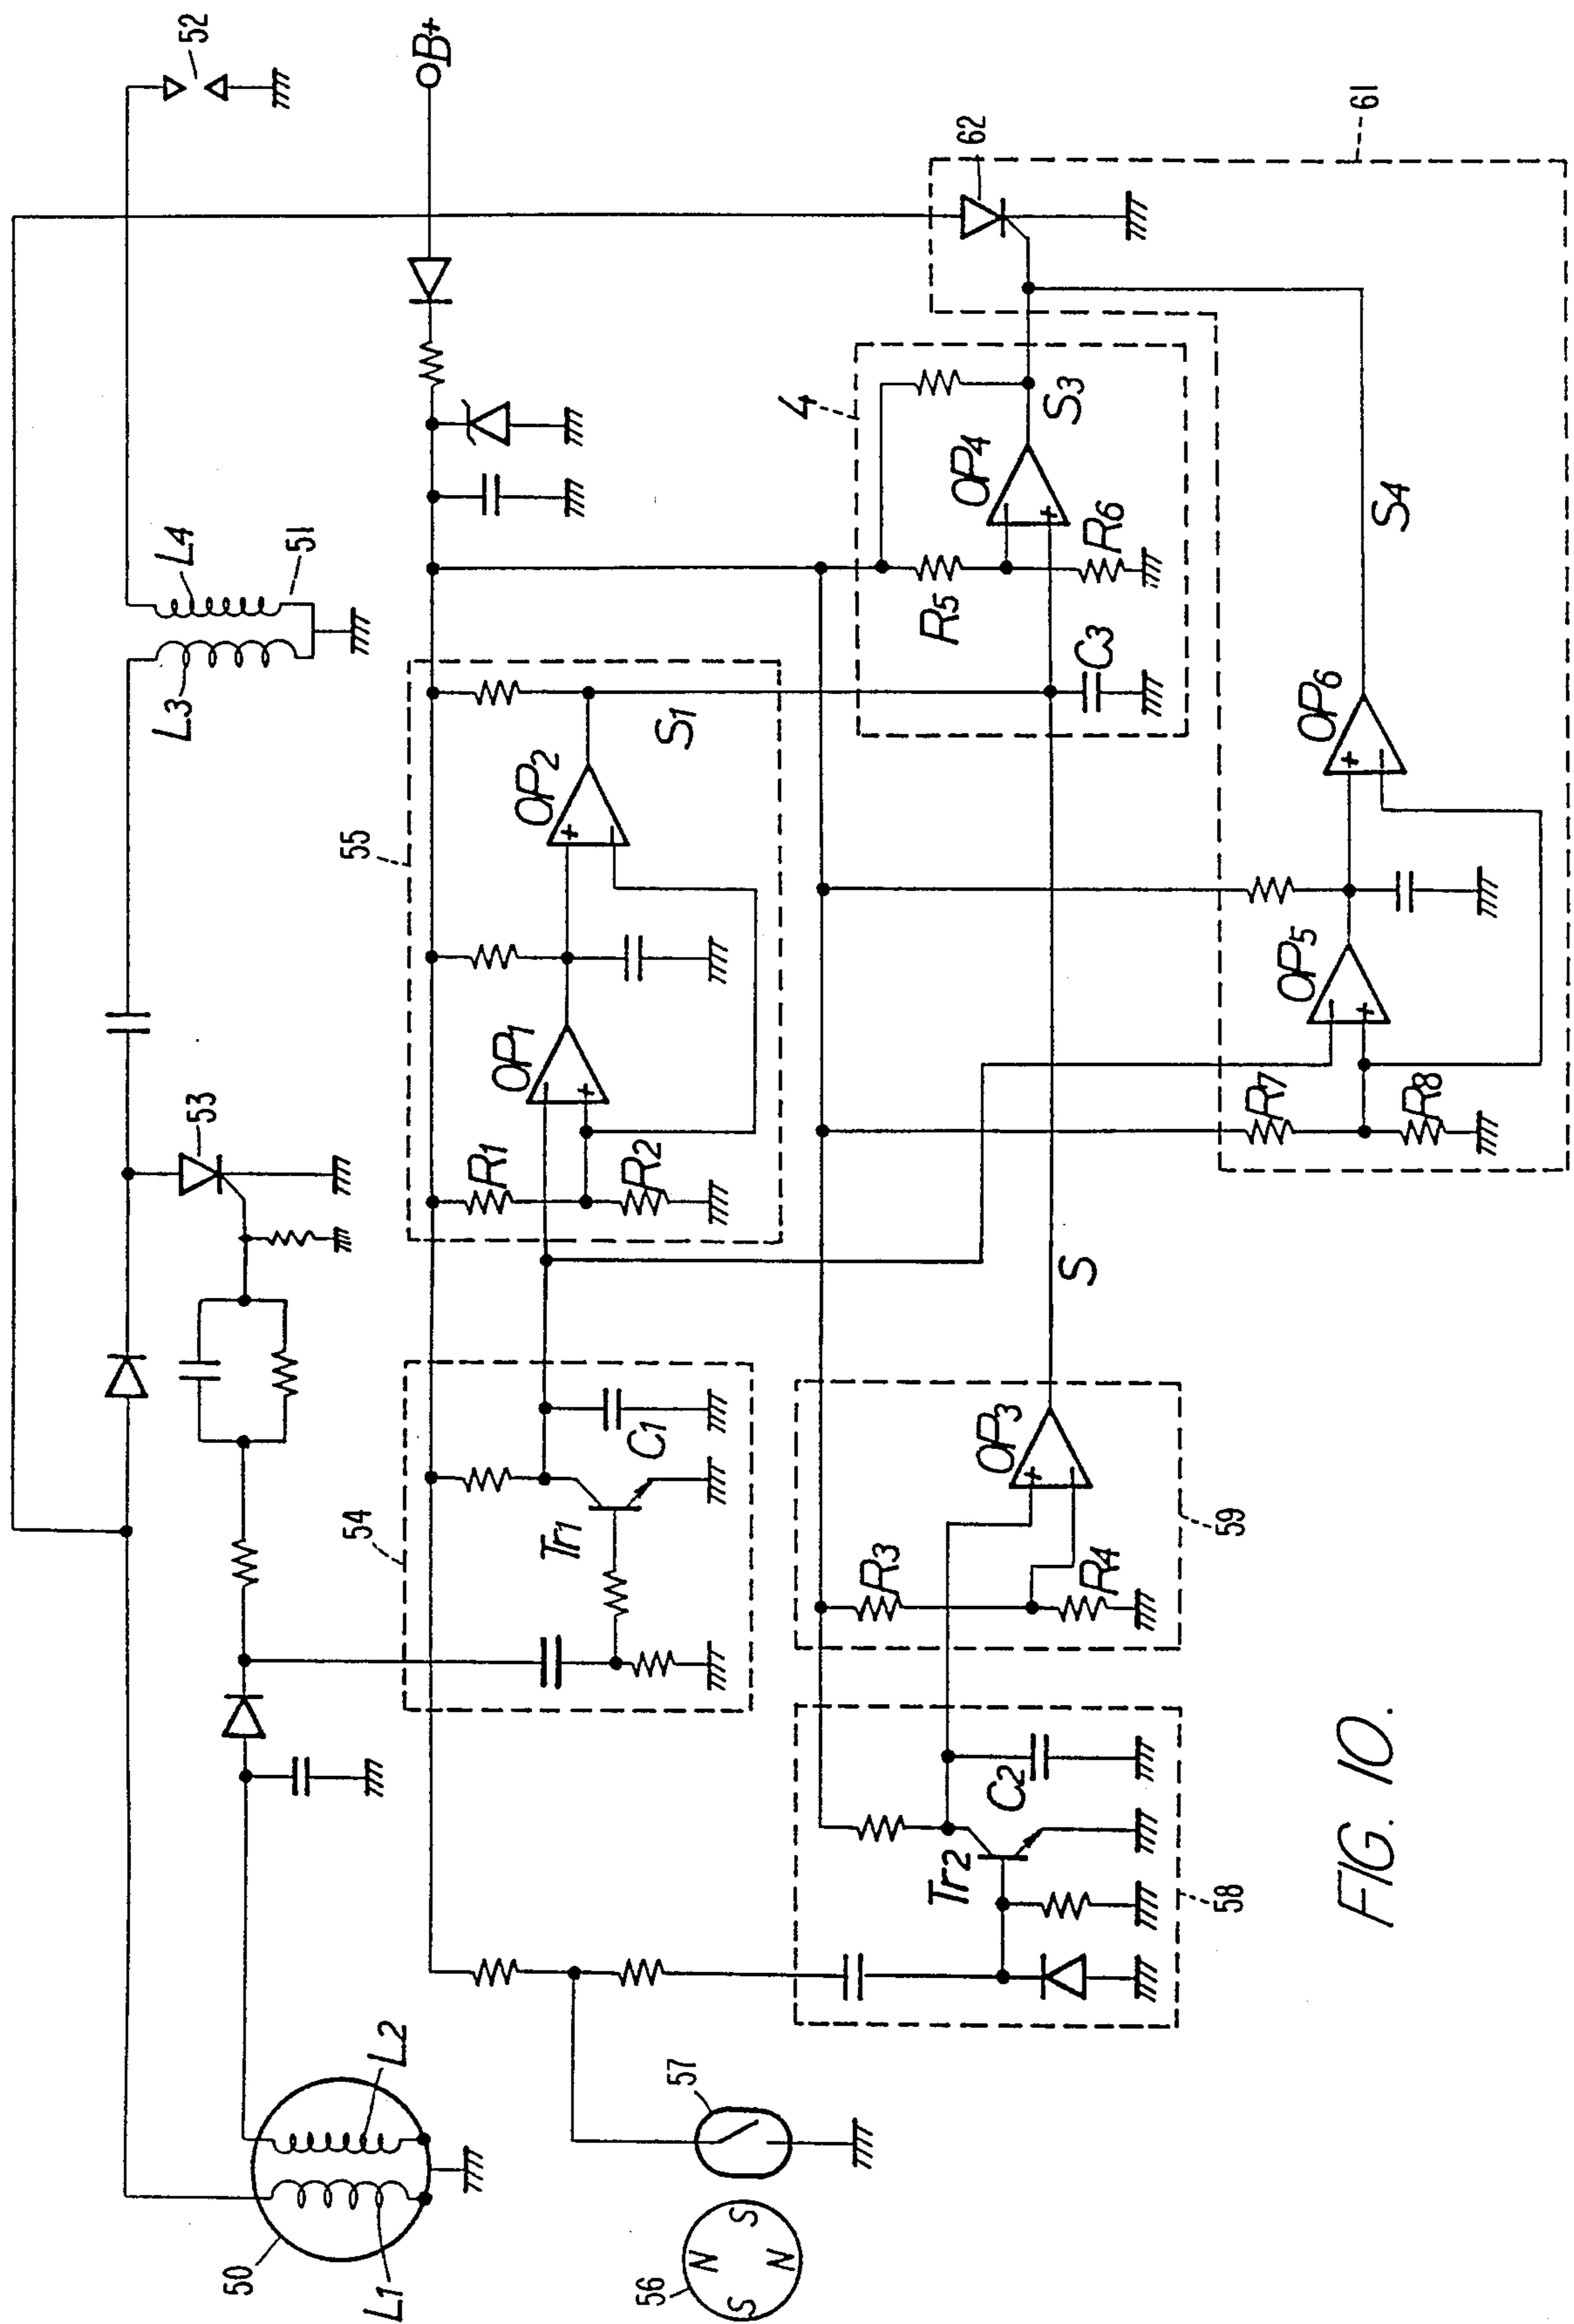 52
B+
61
62
L4
51
L3
4
S3
OP4
R5
R6
C3
S4
55
S1
OP2
OP6
53
OP1
R1
R2
OP5
R7
R8
S
54
C1
Tr1
OP3
59
R3
R4
C2
Tr2
58
L2
57
50
L1
56
N
S
N
S
FIG. 10.
+
-
+
-
+
-
+
-
+
-
+
-